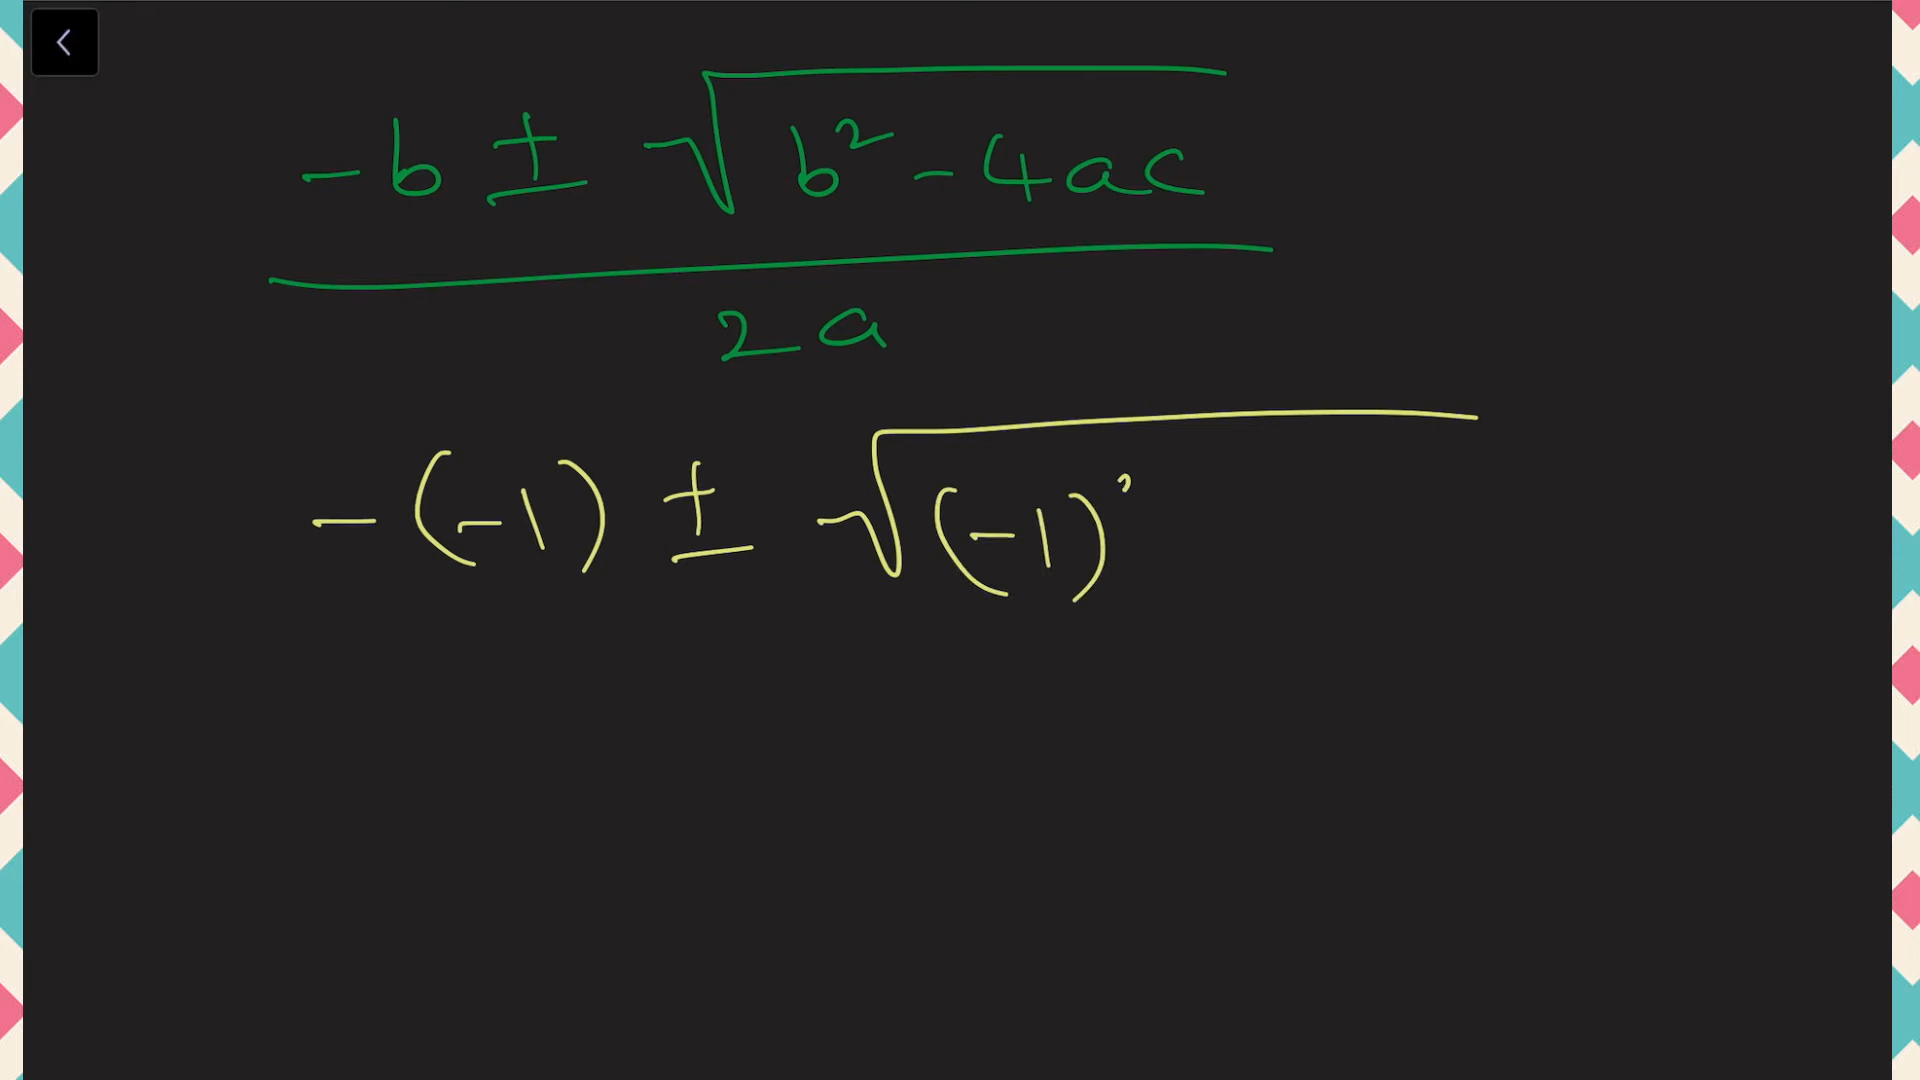 -b ± √(b² - 4ac)
2a
-(-1) ± √(-1)²